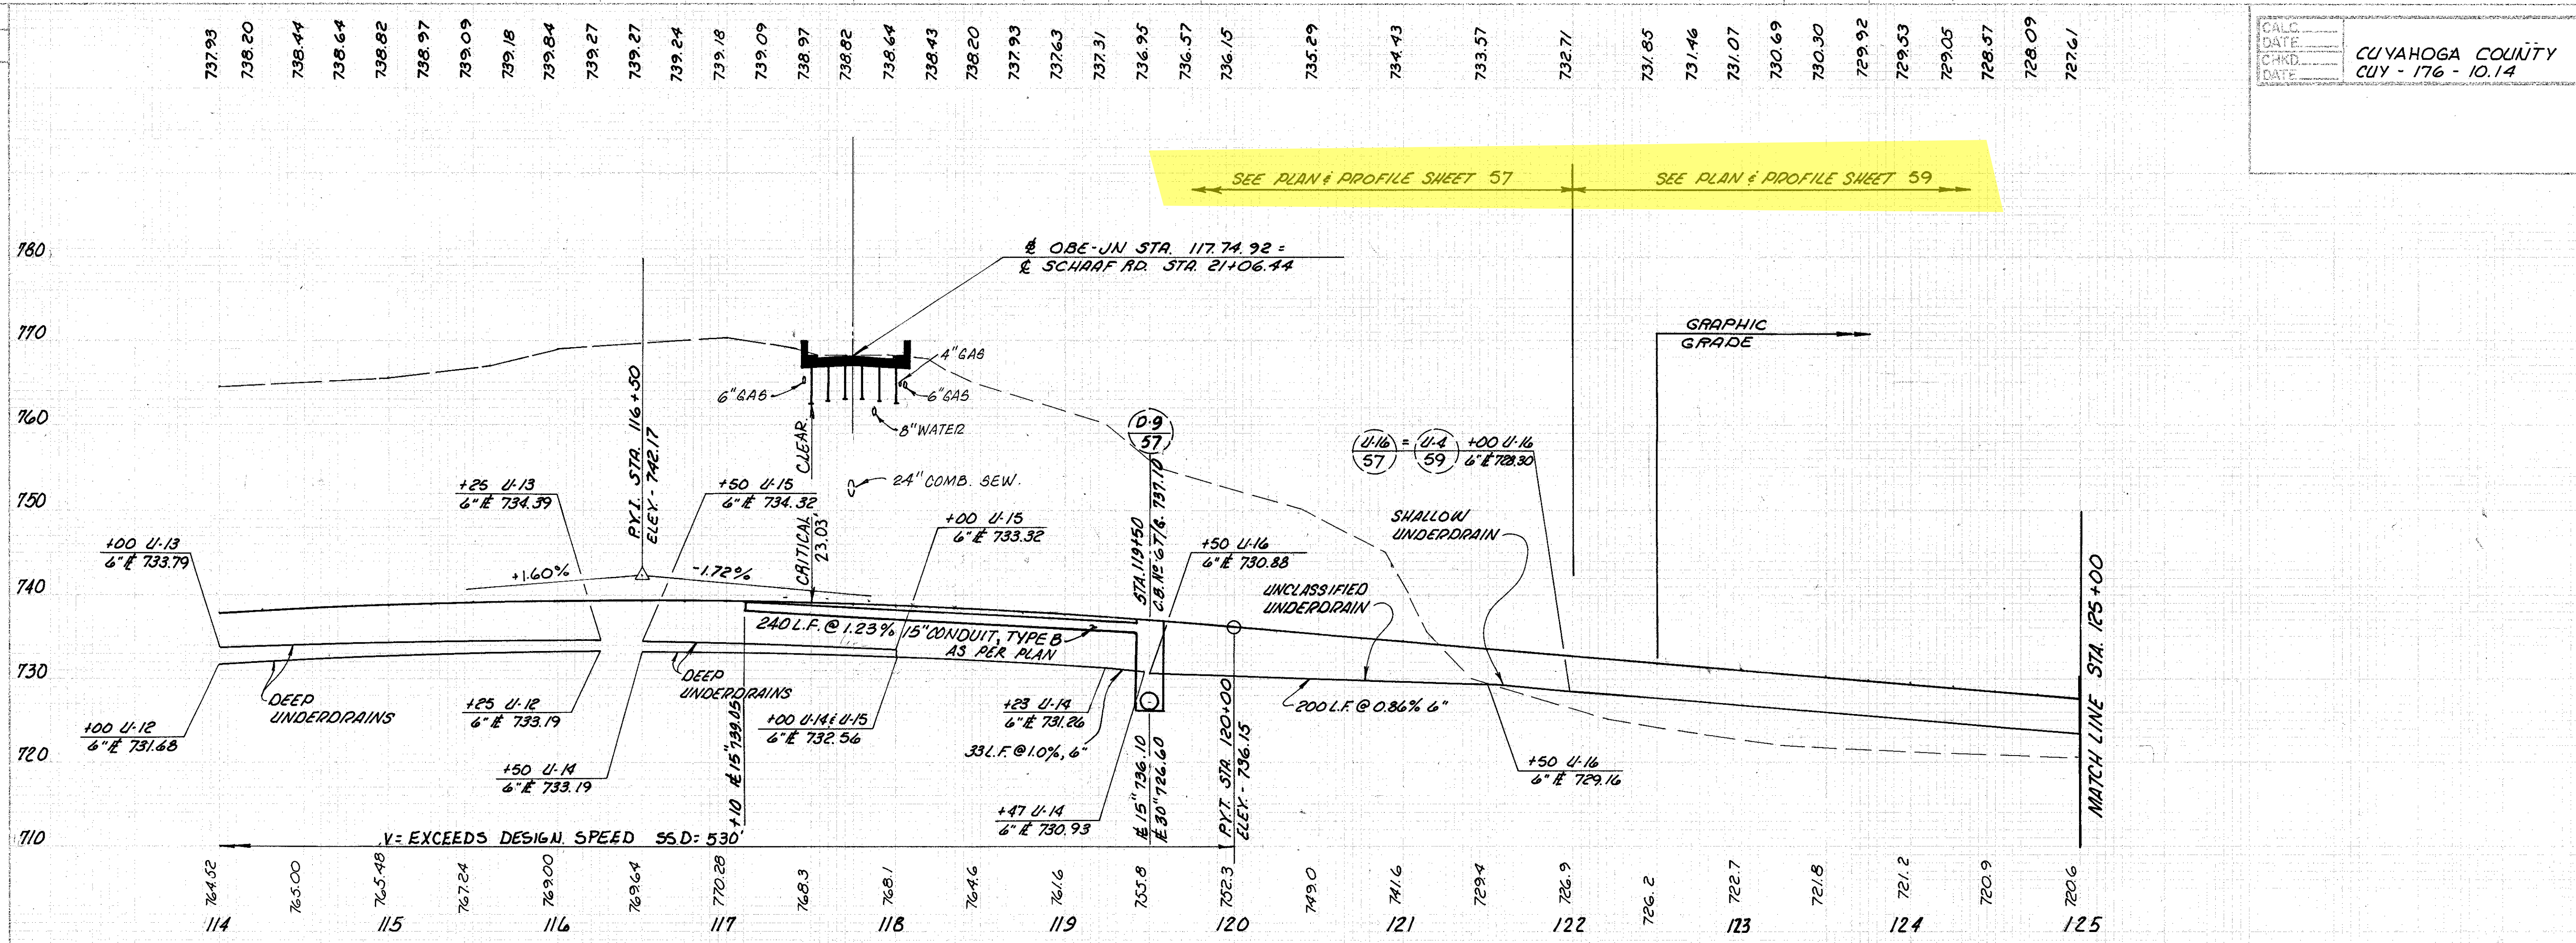 737.93
738.20
738.44
738.64
738.82
738.97
739.09
739.18
739.84
739.27
739.27
739.24
739.18
739.09
738.97
738.82
738.64
738.43
738.20
737.93
737.63
737.31
736.95
736.57
736.15
735.29
734.43
733.57
732.71
731.85
731.46
731.07
730.69
730.30
729.92
729.53
729.05
728.57
728.09
727.61
CALC.
DATE
CHKD.
DATE
CUYAHOGA COUNTY
CUY - 176 - 10.14
SEE PLAN & PROFILE SHEET 57
SEE PLAN & PROFILE SHEET 59
780
770
760
750
740
730
720
710
℄ OBE-JN STA. 117.74.92 =
℄ SCHAAF RD. STA. 21+06.44
GRAPHIC
GRADE
4" GAS
6" GAS
6" GAS
8" WATER
24" COMB. SEW.
P.V.I. STA. 116+50
ELEV.- 742.17
CRITICAL CLEAR.
23.03'
D-9
57
STA. 119+50
C.B. Nº 6 T/G. 737.10
U-16 = U-4
57 59
+00 U-16
6" ⅊ 728.30
+25 U-13
6" ⅊ 734.39
+50 U-15
6" ⅊ 734.32
+00 U-15
6" ⅊ 733.32
+00 U-13
6" ⅊ 733.79
+1.60%
-1.72%
+50 U-16
6" ⅊ 730.88
SHALLOW
UNDERDRAIN
UNCLASSIFIED
UNDERDRAIN
240 L.F. @ 1.23% 15" CONDUIT, TYPE B
AS PER PLAN
DEEP
UNDERDRAINS
DEEP
UNDERDRAINS
+00 U-12
6" ⅊ 731.68
+25 U-12
6" ⅊ 733.19
+50 U-14
6" ⅊ 733.19
+10 ⅊ 15" 739.05
+00 U-14 & U-15
6" ⅊ 732.56
+23 U-14
6" ⅊ 731.26
33 L.F. @ 1.0%, 6"
+47 U-14
6" ⅊ 730.93
⅊ 15" 736.10
⅊ 30" 726.60
P.V.T. STA. 120+00
ELEV.- 736.15
200 L.F. @ 0.86% 6"
+50 U-16
6" ⅊ 729.16
MATCH LINE STA. 125+00
V= EXCEEDS DESIGN. SPEED SSD= 530'
764.52
765.00
765.48
767.24
769.00
769.64
770.28
768.3
768.1
764.6
761.6
755.8
752.3
749.0
741.6
729.4
726.9
726.2
722.7
721.8
721.2
720.9
720.6
114
115
116
117
118
119
120
121
122
123
124
125